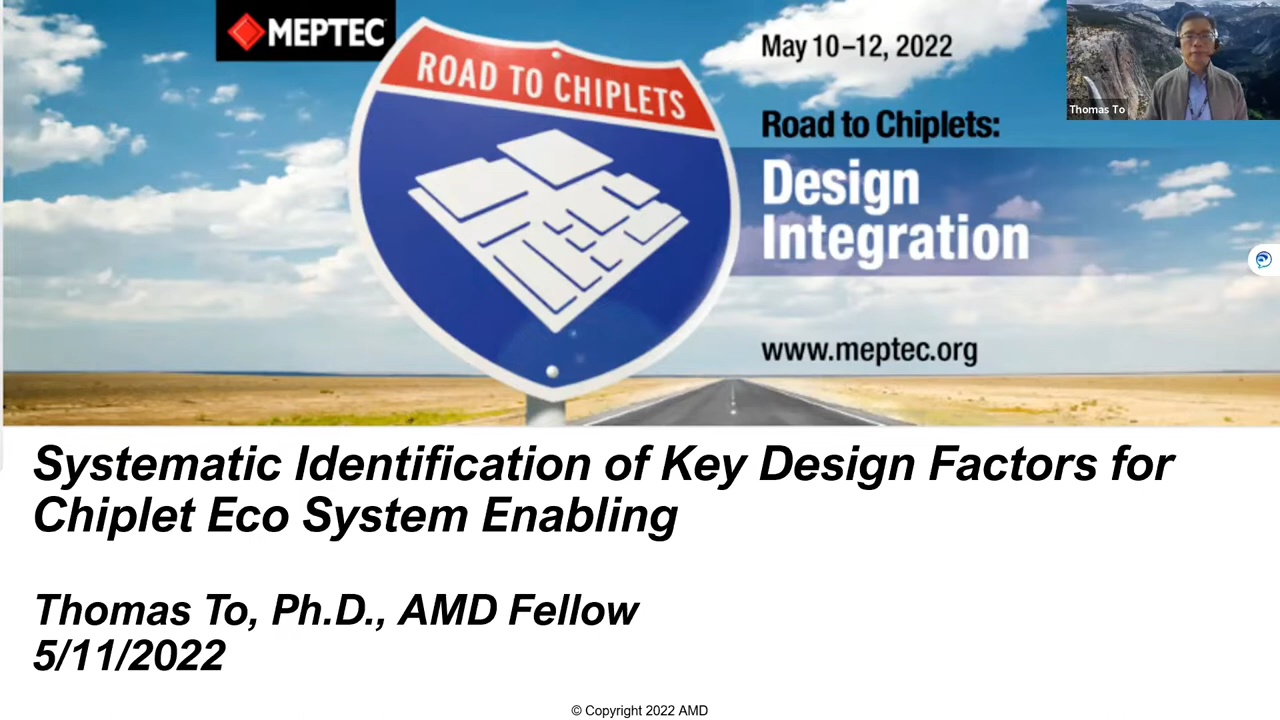 MEPTEC
ROAD TO CHIPLETS
May 10–12, 2022
Thomas To
Road to Chiplets:
Design
Integration
www.meptec.org
Systematic Identification of Key Design Factors for
Chiplet Eco System Enabling
Thomas To, Ph.D., AMD Fellow
5/11/2022
© Copyright 2022 AMD